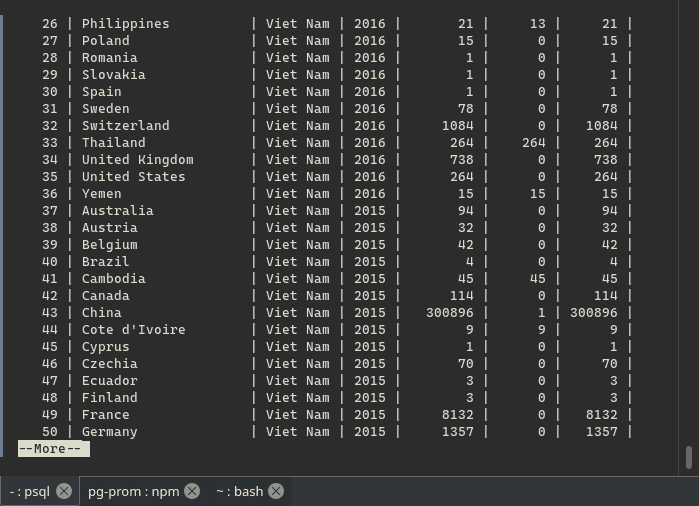 26 | Philippines | Viet Nam | 2016 | 21 | 13 | 21 |
27 | Poland | Viet Nam | 2016 | 15 | 0 | 15 |
28 | Romania | Viet Nam | 2016 | 1 | 0 | 1 |
29 | Slovakia | Viet Nam | 2016 | 1 | 0 | 1 |
30 | Spain | Viet Nam | 2016 | 1 | 0 | 1 |
31 | Sweden | Viet Nam | 2016 | 78 | 0 | 78 |
32 | Switzerland | Viet Nam | 2016 | 1084 | 0 | 1084 |
33 | Thailand | Viet Nam | 2016 | 264 | 264 | 264 |
34 | United Kingdom | Viet Nam | 2016 | 738 | 0 | 738 |
35 | United States | Viet Nam | 2016 | 264 | 0 | 264 |
36 | Yemen | Viet Nam | 2016 | 15 | 15 | 15 |
37 | Australia | Viet Nam | 2015 | 94 | 0 | 94 |
38 | Austria | Viet Nam | 2015 | 32 | 0 | 32 |
39 | Belgium | Viet Nam | 2015 | 42 | 0 | 42 |
40 | Brazil | Viet Nam | 2015 | 4 | 0 | 4 |
41 | Cambodia | Viet Nam | 2015 | 45 | 45 | 45 |
42 | Canada | Viet Nam | 2015 | 114 | 0 | 114 |
43 | China | Viet Nam | 2015 | 300896 | 1 | 300896 |
44 | Cote d'Ivoire | Viet Nam | 2015 | 9 | 9 | 9 |
45 | Cyprus | Viet Nam | 2015 | 1 | 0 | 1 |
46 | Czechia | Viet Nam | 2015 | 70 | 0 | 70 |
47 | Ecuador | Viet Nam | 2015 | 3 | 0 | 3 |
48 | Finland | Viet Nam | 2015 | 3 | 0 | 3 |
49 | France | Viet Nam | 2015 | 8132 | 0 | 8132 |
50 | Germany | Viet Nam | 2015 | 1357 | 0 | 1357 |
--More--
- : psql pg-prom : npm ~ : bash